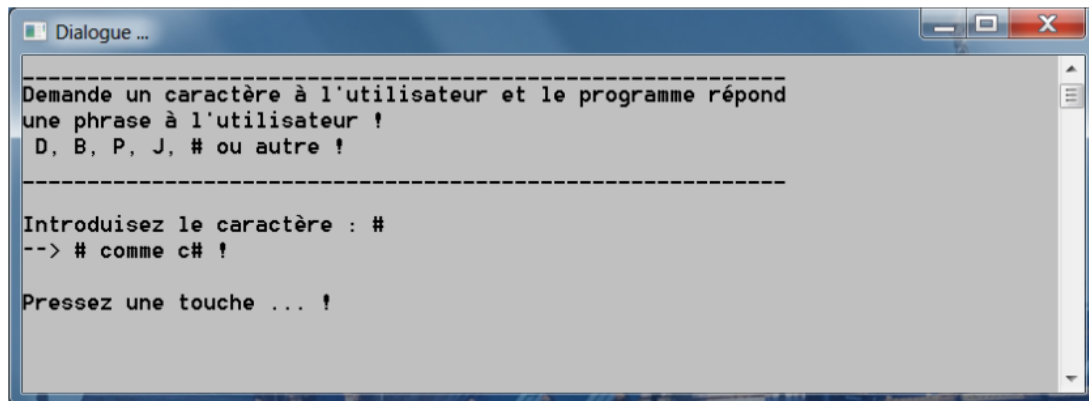 Dialogue ...
___________________________________________________________
Demande un caractère à l'utilisateur et le programme répond
une phrase à l'utilisateur !
 D, B, P, J, # ou autre !
-----------------------------------------------------------
Introduisez le caractère : #
--> # comme c# !
Pressez une touche ... !